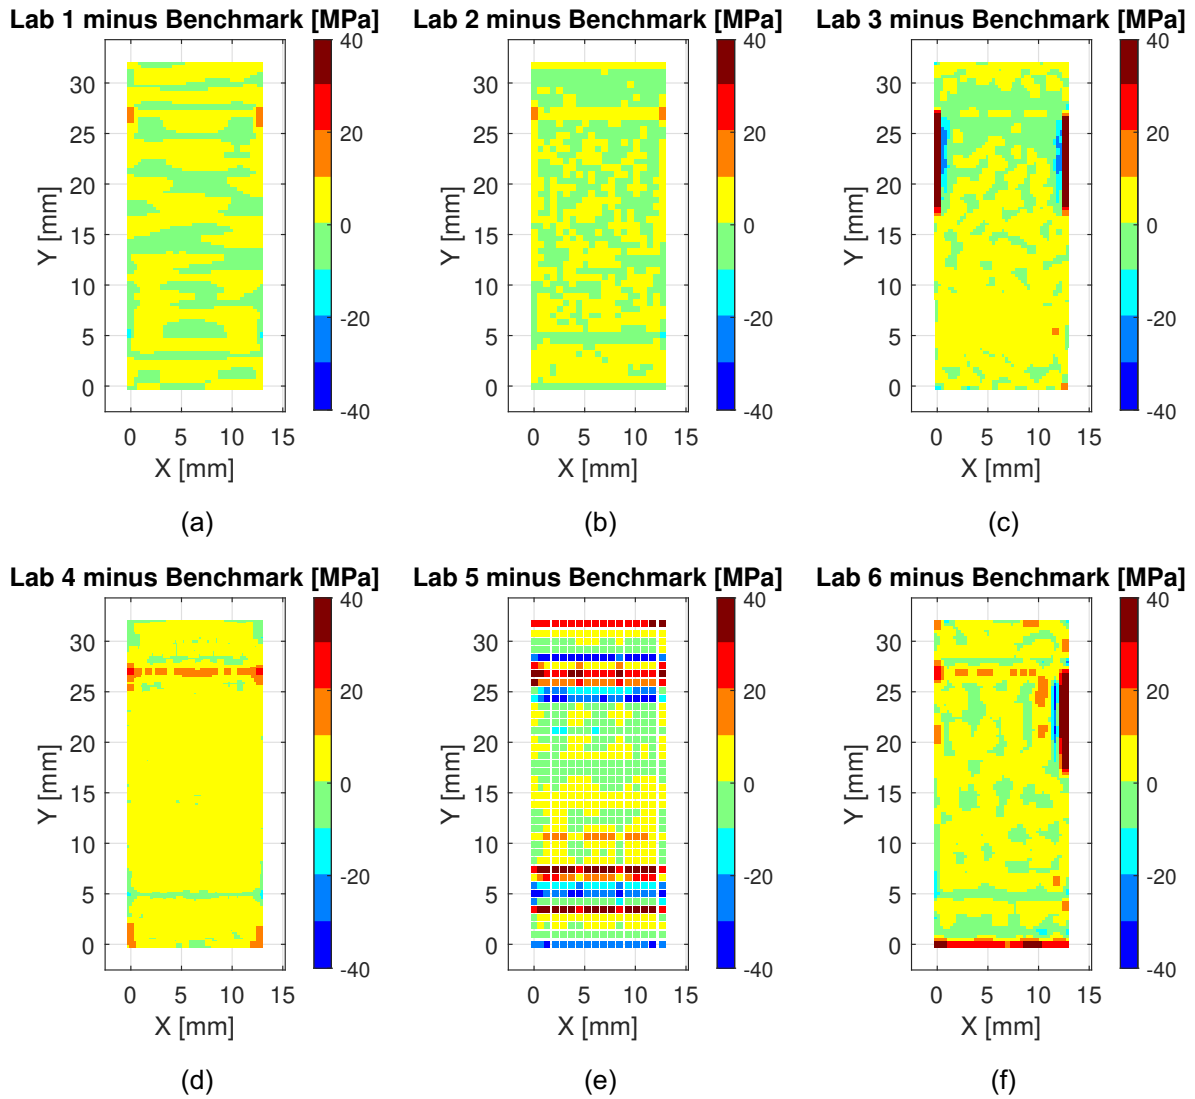 Lab 1 minus Benchmark [MPa] Lab 2 minus Benchmark [MPa] Lab 3 minus Benchmark [MPa]
40 40 40
30 30 30
25 20 25 20 25 20
20 20 20
Y [mm] 15 0 Y [mm] 15 0 Y [mm] 15 0
10 10 10
5 -20 5 -20 5 -20
0 0 0
-40 -40 -40
0 5 10 15 0 5 10 15 0 5 10 15
X [mm] X [mm] X [mm]
(a) (b) (c)
Lab 4 minus Benchmark [MPa] Lab 5 minus Benchmark [MPa] Lab 6 minus Benchmark [MPa]
40 40 40
30 30 30
25 20 25 20 25 20
20 20 20
Y [mm] 15 0 Y [mm] 15 0 Y [mm] 15 0
10 10 10
5 -20 5 -20 5 -20
0 0 0
-40 -40 -40
0 5 10 15 0 5 10 15 0 5 10 15
X [mm] X [mm] X [mm]
(d) (e) (f)